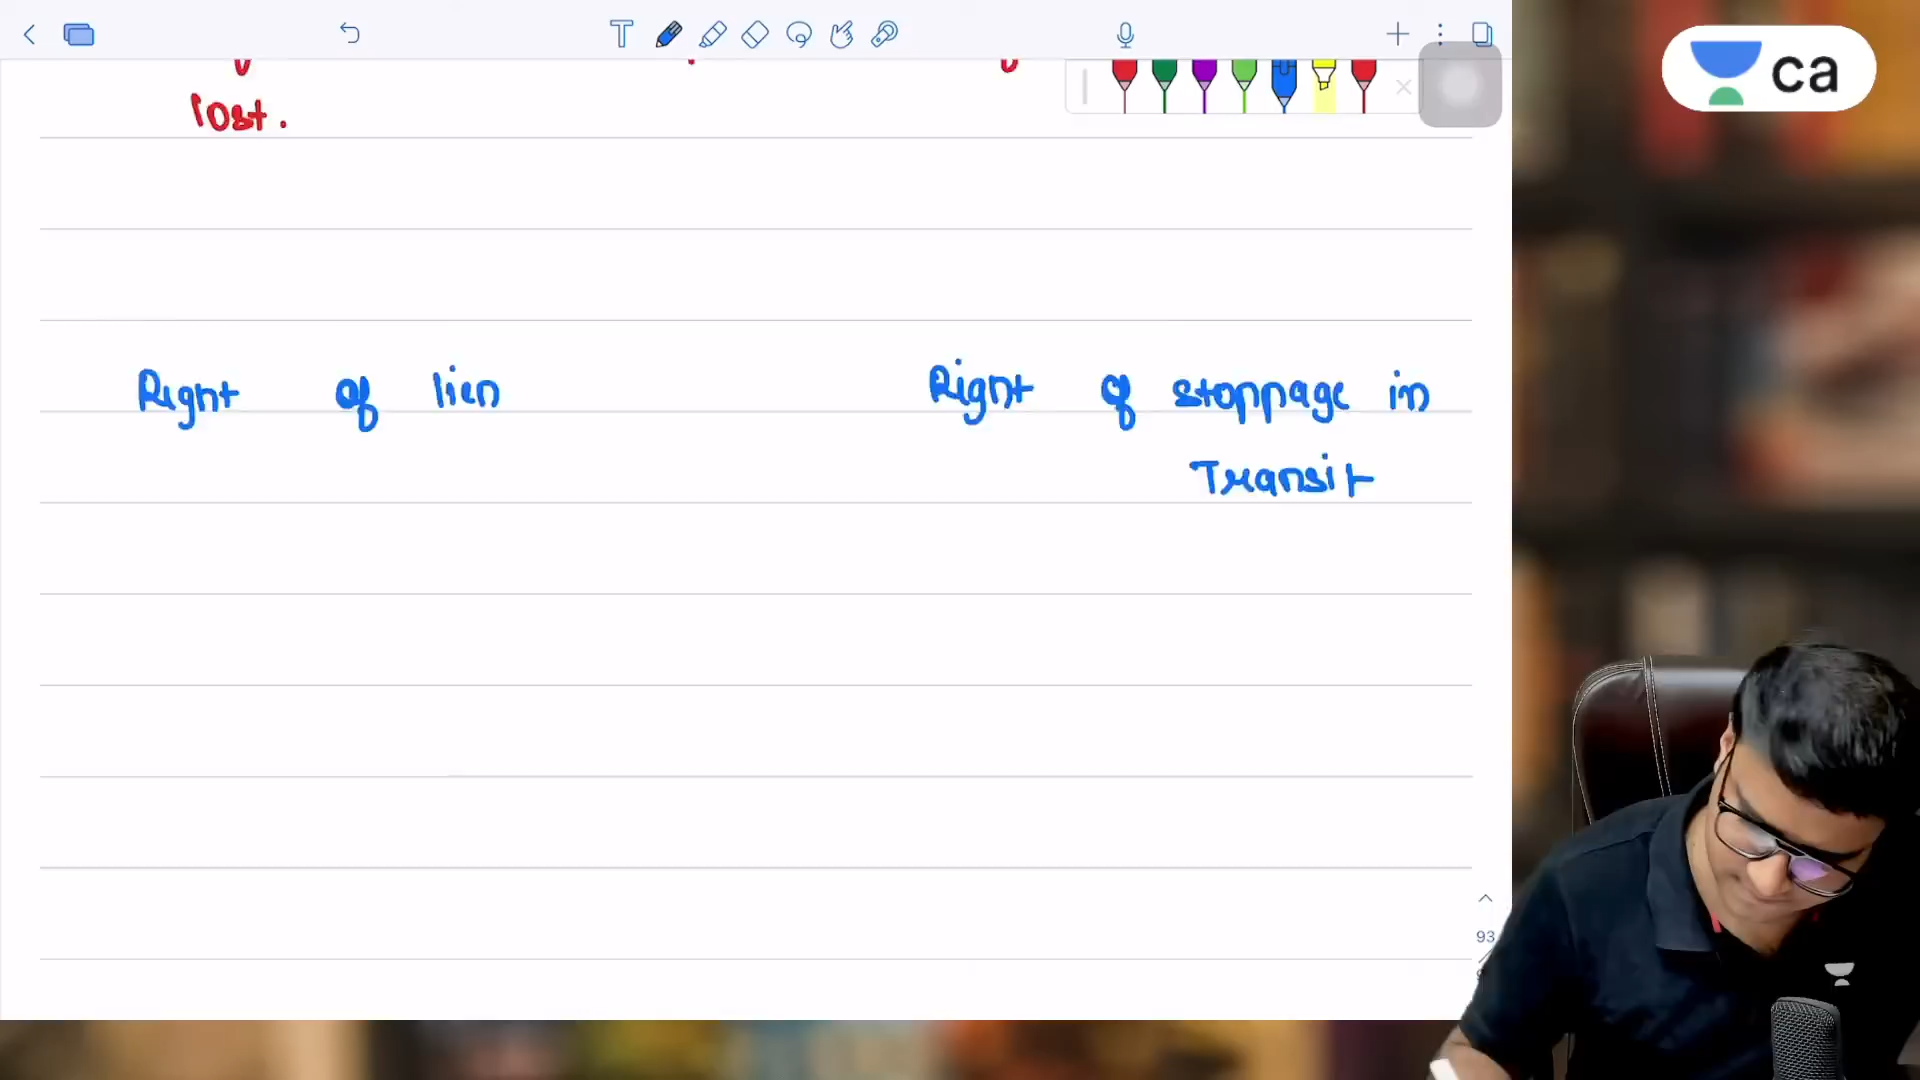 ca
lost.
Right of lien
Right of stoppage in
Transit
93